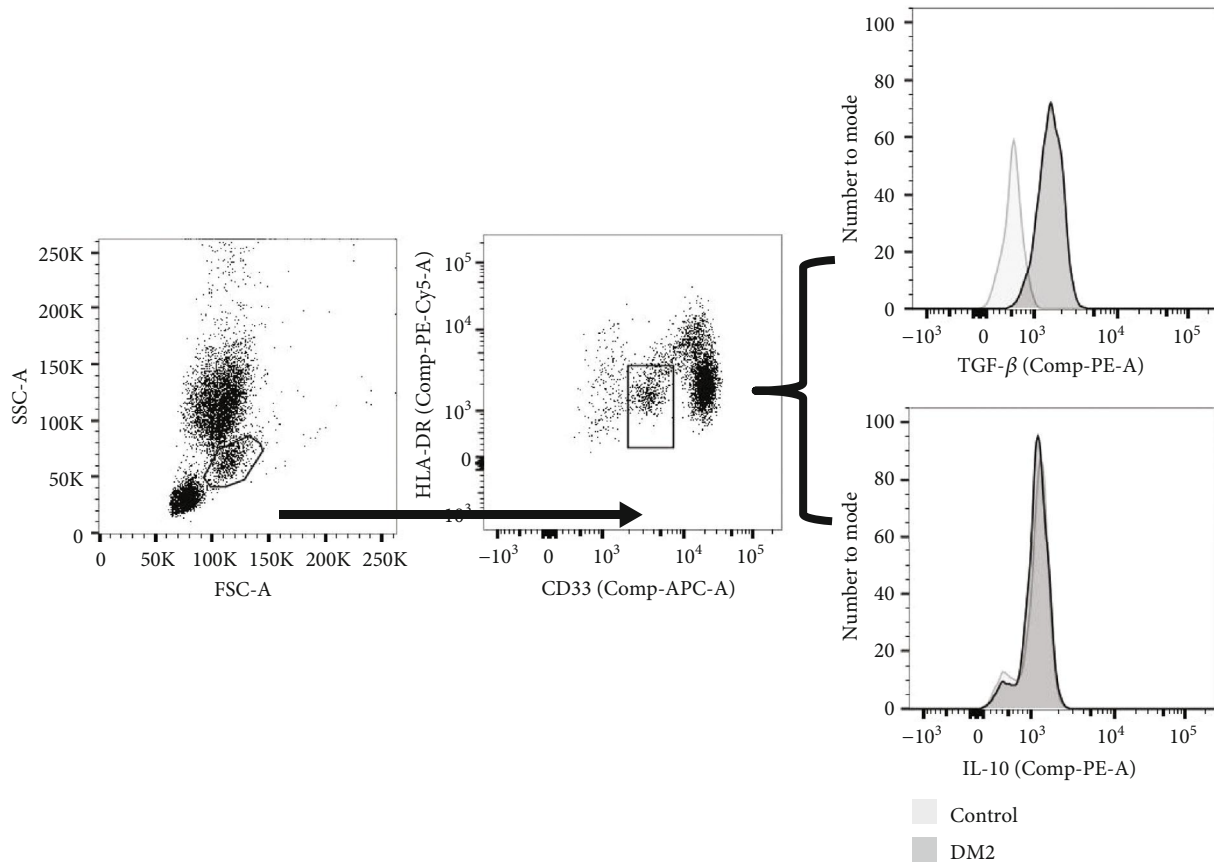 250K
200K
150K
100K
50K
0
SSC-A
0 50K 100K 150K 200K 250K
FSC-A
10⁵
10⁴
10³
0
HLA-DR (Comp-PE-Cy5-A)
−10³ 0 10³ 10⁴ 10⁵
CD33 (Comp-APC-A)
100
80
60
40
20
0
Number to mode
−10³ 0 10³ 10⁴ 10⁵
TGF-β (Comp-PE-A)
100
80
60
40
20
0
Number to mode
−10³ 0 10³ 10⁴ 10⁵
IL-10 (Comp-PE-A)
Control
DM2